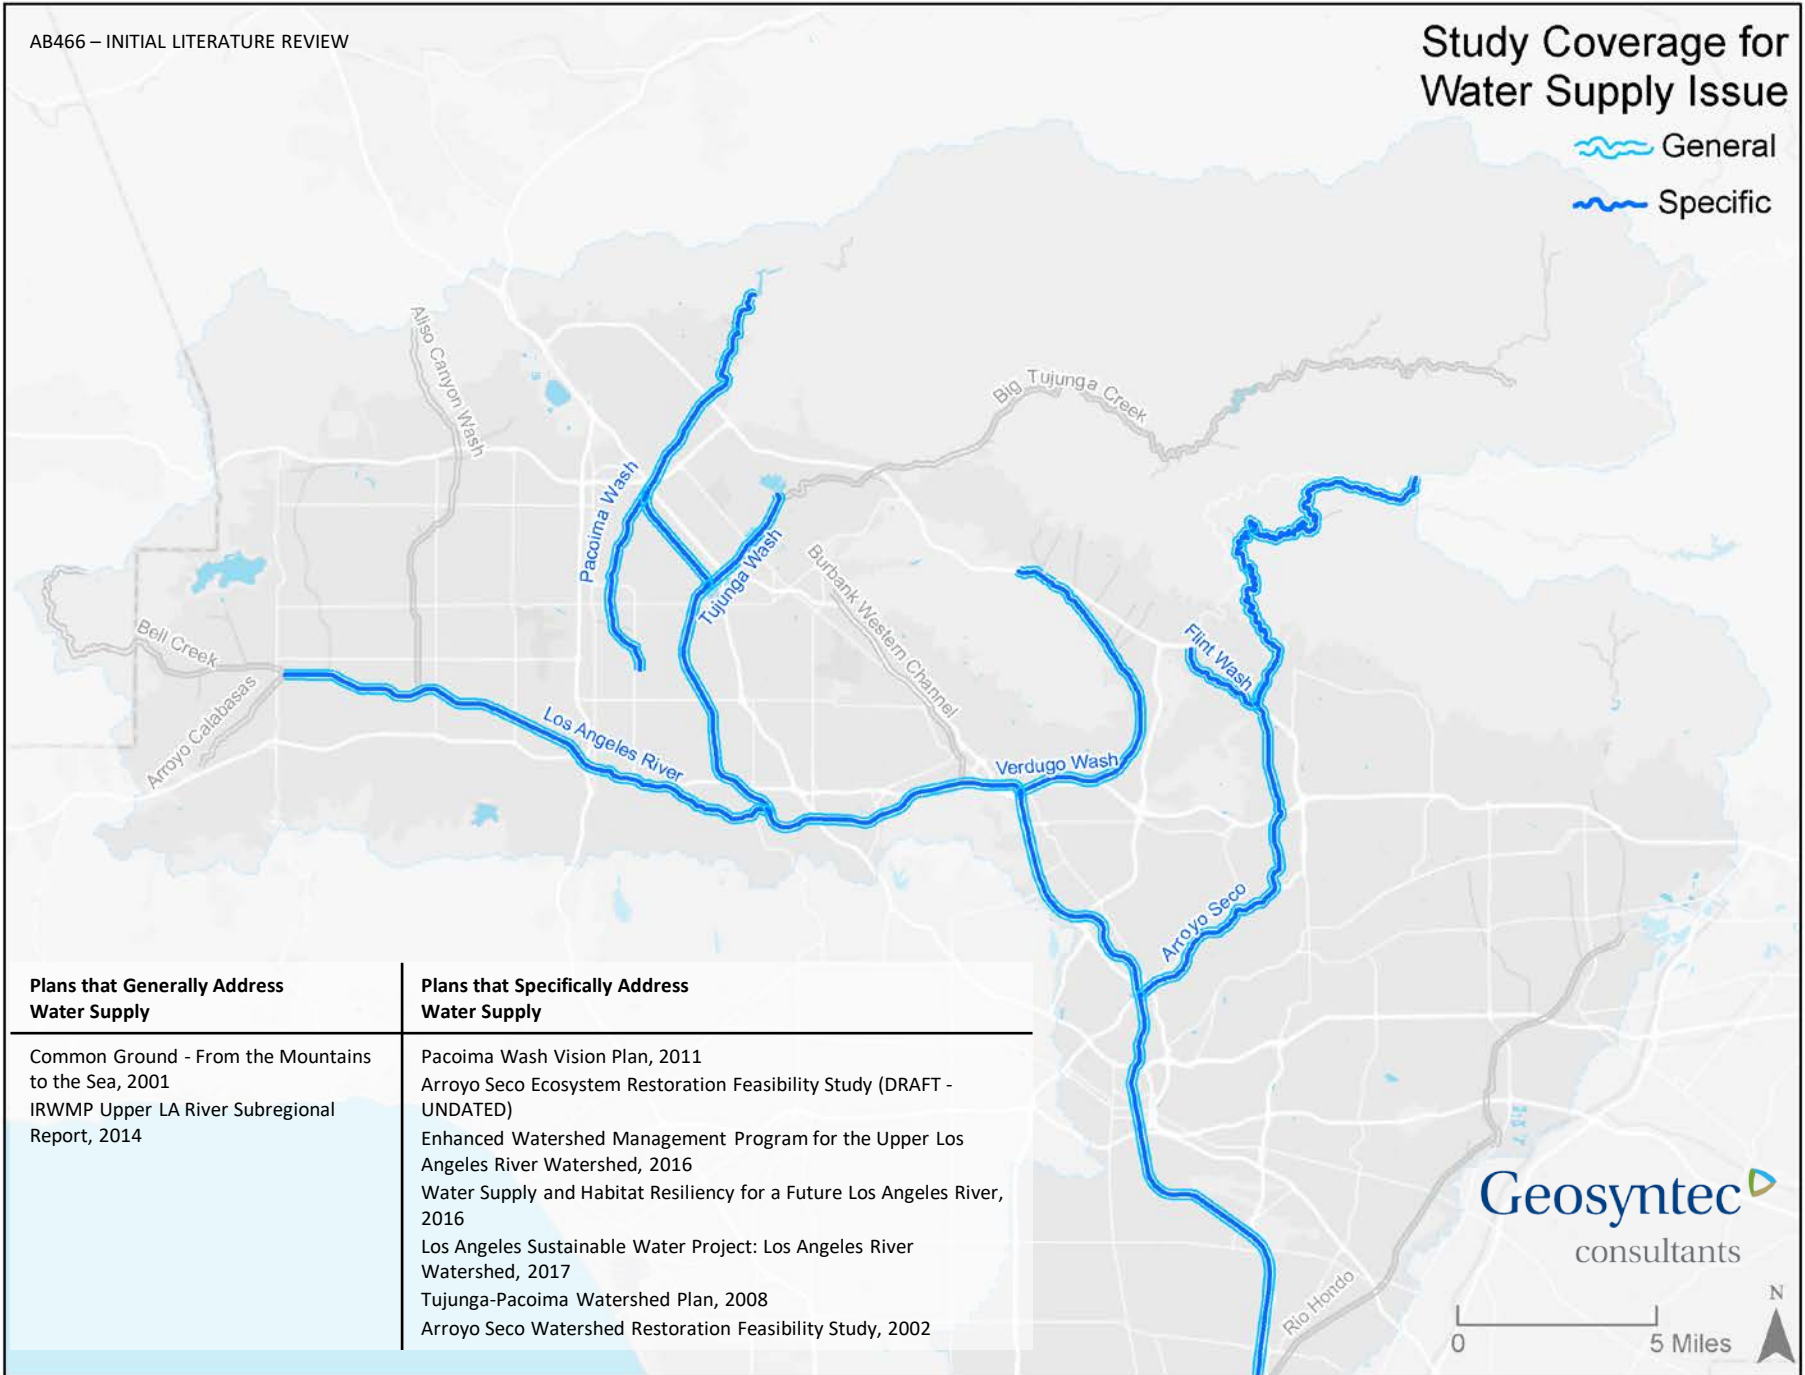 AB466 – INITIAL LITERATURE REVIEW
Study Coverage for
Water Supply Issue
General
Specific
Aliso Canyon Wash
Big Tujunga Creek
Pacoima Wash
Tujunga Wash
Burbank Western Channel
Bell Creek
Arroyo Calabasas
Los Angeles River
Verdugo Wash
Flint Wash
Arroyo Seco
Rio Hondo
Plans that Generally Address
Water Supply
Common Ground - From the Mountains
to the Sea, 2001
IRWMP Upper LA River Subregional
Report, 2014
Plans that Specifically Address
Water Supply
Pacoima Wash Vision Plan, 2011
Arroyo Seco Ecosystem Restoration Feasibility Study (DRAFT -
UNDATED)
Enhanced Watershed Management Program for the Upper Los
Angeles River Watershed, 2016
Water Supply and Habitat Resiliency for a Future Los Angeles River,
2016
Los Angeles Sustainable Water Project: Los Angeles River
Watershed, 2017
Tujunga-Pacoima Watershed Plan, 2008
Arroyo Seco Watershed Restoration Feasibility Study, 2002
Geosyntec
consultants
N
0 5 Miles